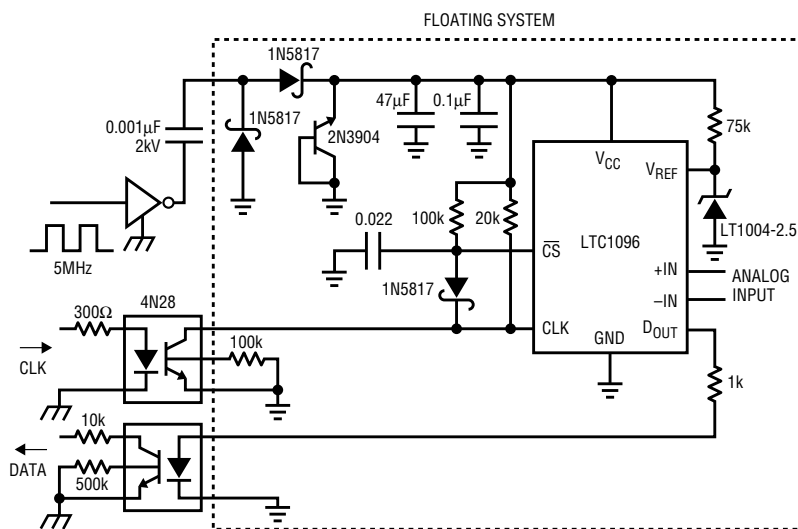 FLOATING SYSTEM
1N5817
1N5817
47µF
0.1µF
0.001µF
2kV
2N3904
75k
VCC
VREF
5MHz
0.022
100k
20k
CS
LTC1096
LT1004-2.5
+IN
–IN
ANALOG
INPUT
1N5817
300Ω
4N28
CLK
GND
DOUT
CLK
100k
1k
10k
DATA
500k